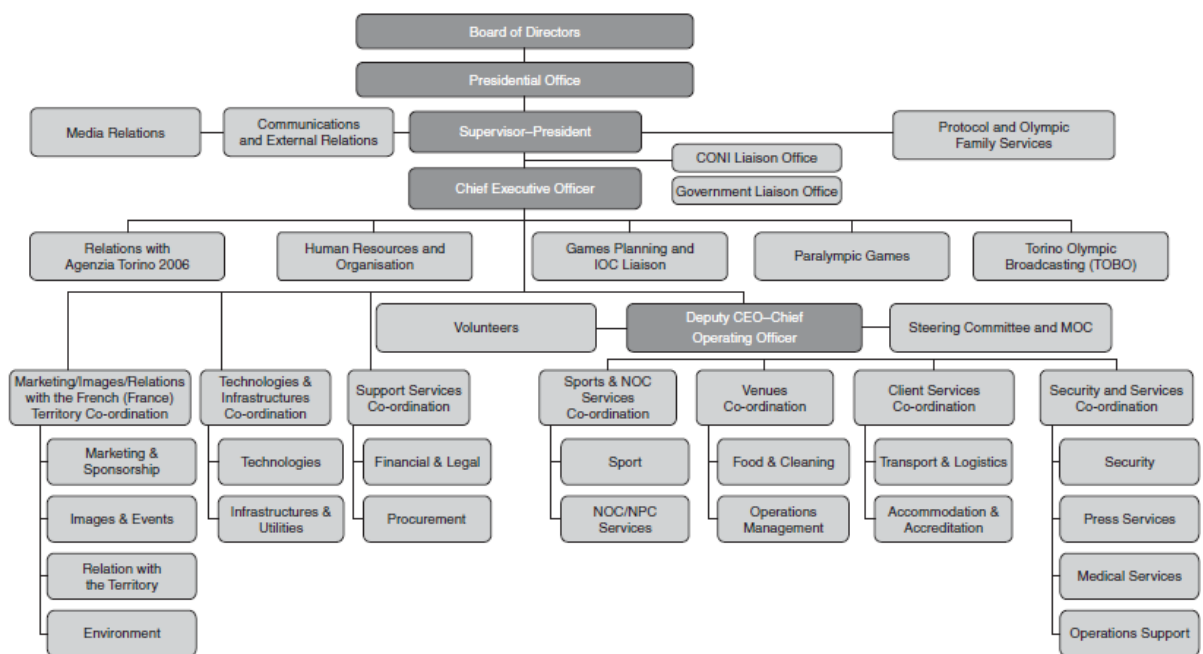 Board of Directors
Presidential Office
Media Relations
Communications
and External Relations
Supervisor–President
Protocol and Olympic
Family Services
CONI Liaison Office
Chief Executive Officer
Government Liaison Office
Relations with
Agenzia Torino 2006
Human Resources and
Organisation
Games Planning and
IOC Liaison
Paralympic Games
Torino Olympic
Broadcasting (TOBO)
Volunteers
Deputy CEO–Chief
Operating Officer
Steering Committee and MOC
Marketing/Images/Relations
with the French (France)
Territory Co-ordination
Technologies &
Infrastructures
Co-ordination
Support Services
Co-ordination
Sports & NOC
Services
Co-ordination
Venues
Co-ordination
Client Services
Co-ordination
Security and Services
Co-ordination
Marketing &
Sponsorship
Technologies
Financial & Legal
Sport
Food & Cleaning
Transport & Logistics
Security
Images & Events
Infrastructures &
Utilities
Procurement
NOC/NPC
Services
Operations
Management
Accommodation &
Accreditation
Press Services
Relation with
the Territory
Medical Services
Environment
Operations Support